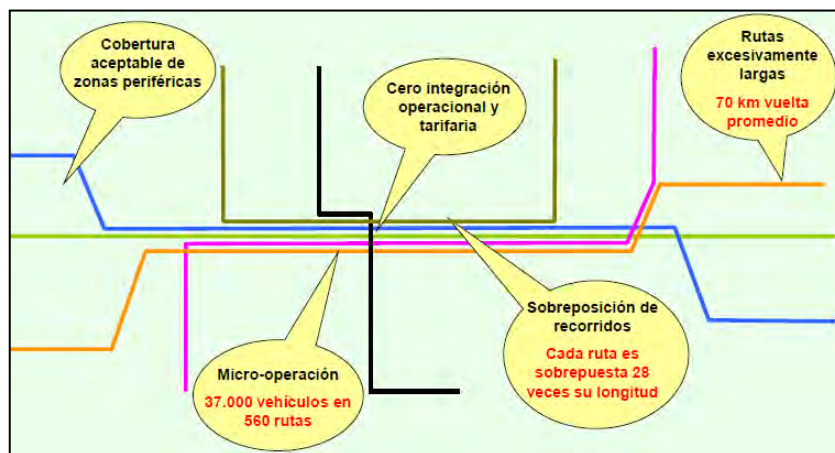 Cobertura
aceptable de
zonas periféricas
Cero integración
operacional y
tarifaria
Rutas
excesivamente
largas
70 km vuelta
promedio
Micro-operación
37.000 vehículos en
560 rutas
Sobreposición de
recorridos
Cada ruta es
sobrepuesta 28
veces su longitud